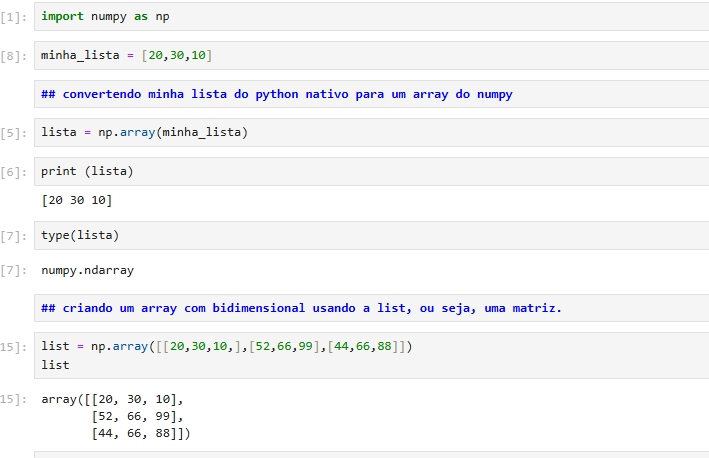 [1]: import numpy as np
[8]: minha_lista = [20,30,10]
## convertendo minha lista do python nativo para um array do numpy
[5]: lista = np.array(minha_lista)
[6]: print (lista)
[20 30 10]
[7]: type(lista)
[7]: numpy.ndarray
## criando um array com bidimensional usando a list, ou seja, uma matriz.
15]: list = np.array([[20,30,10,],[52,66,99],[44,66,88]])
list
15]: array([[20, 30, 10],
[52, 66, 99],
[44, 66, 88]])